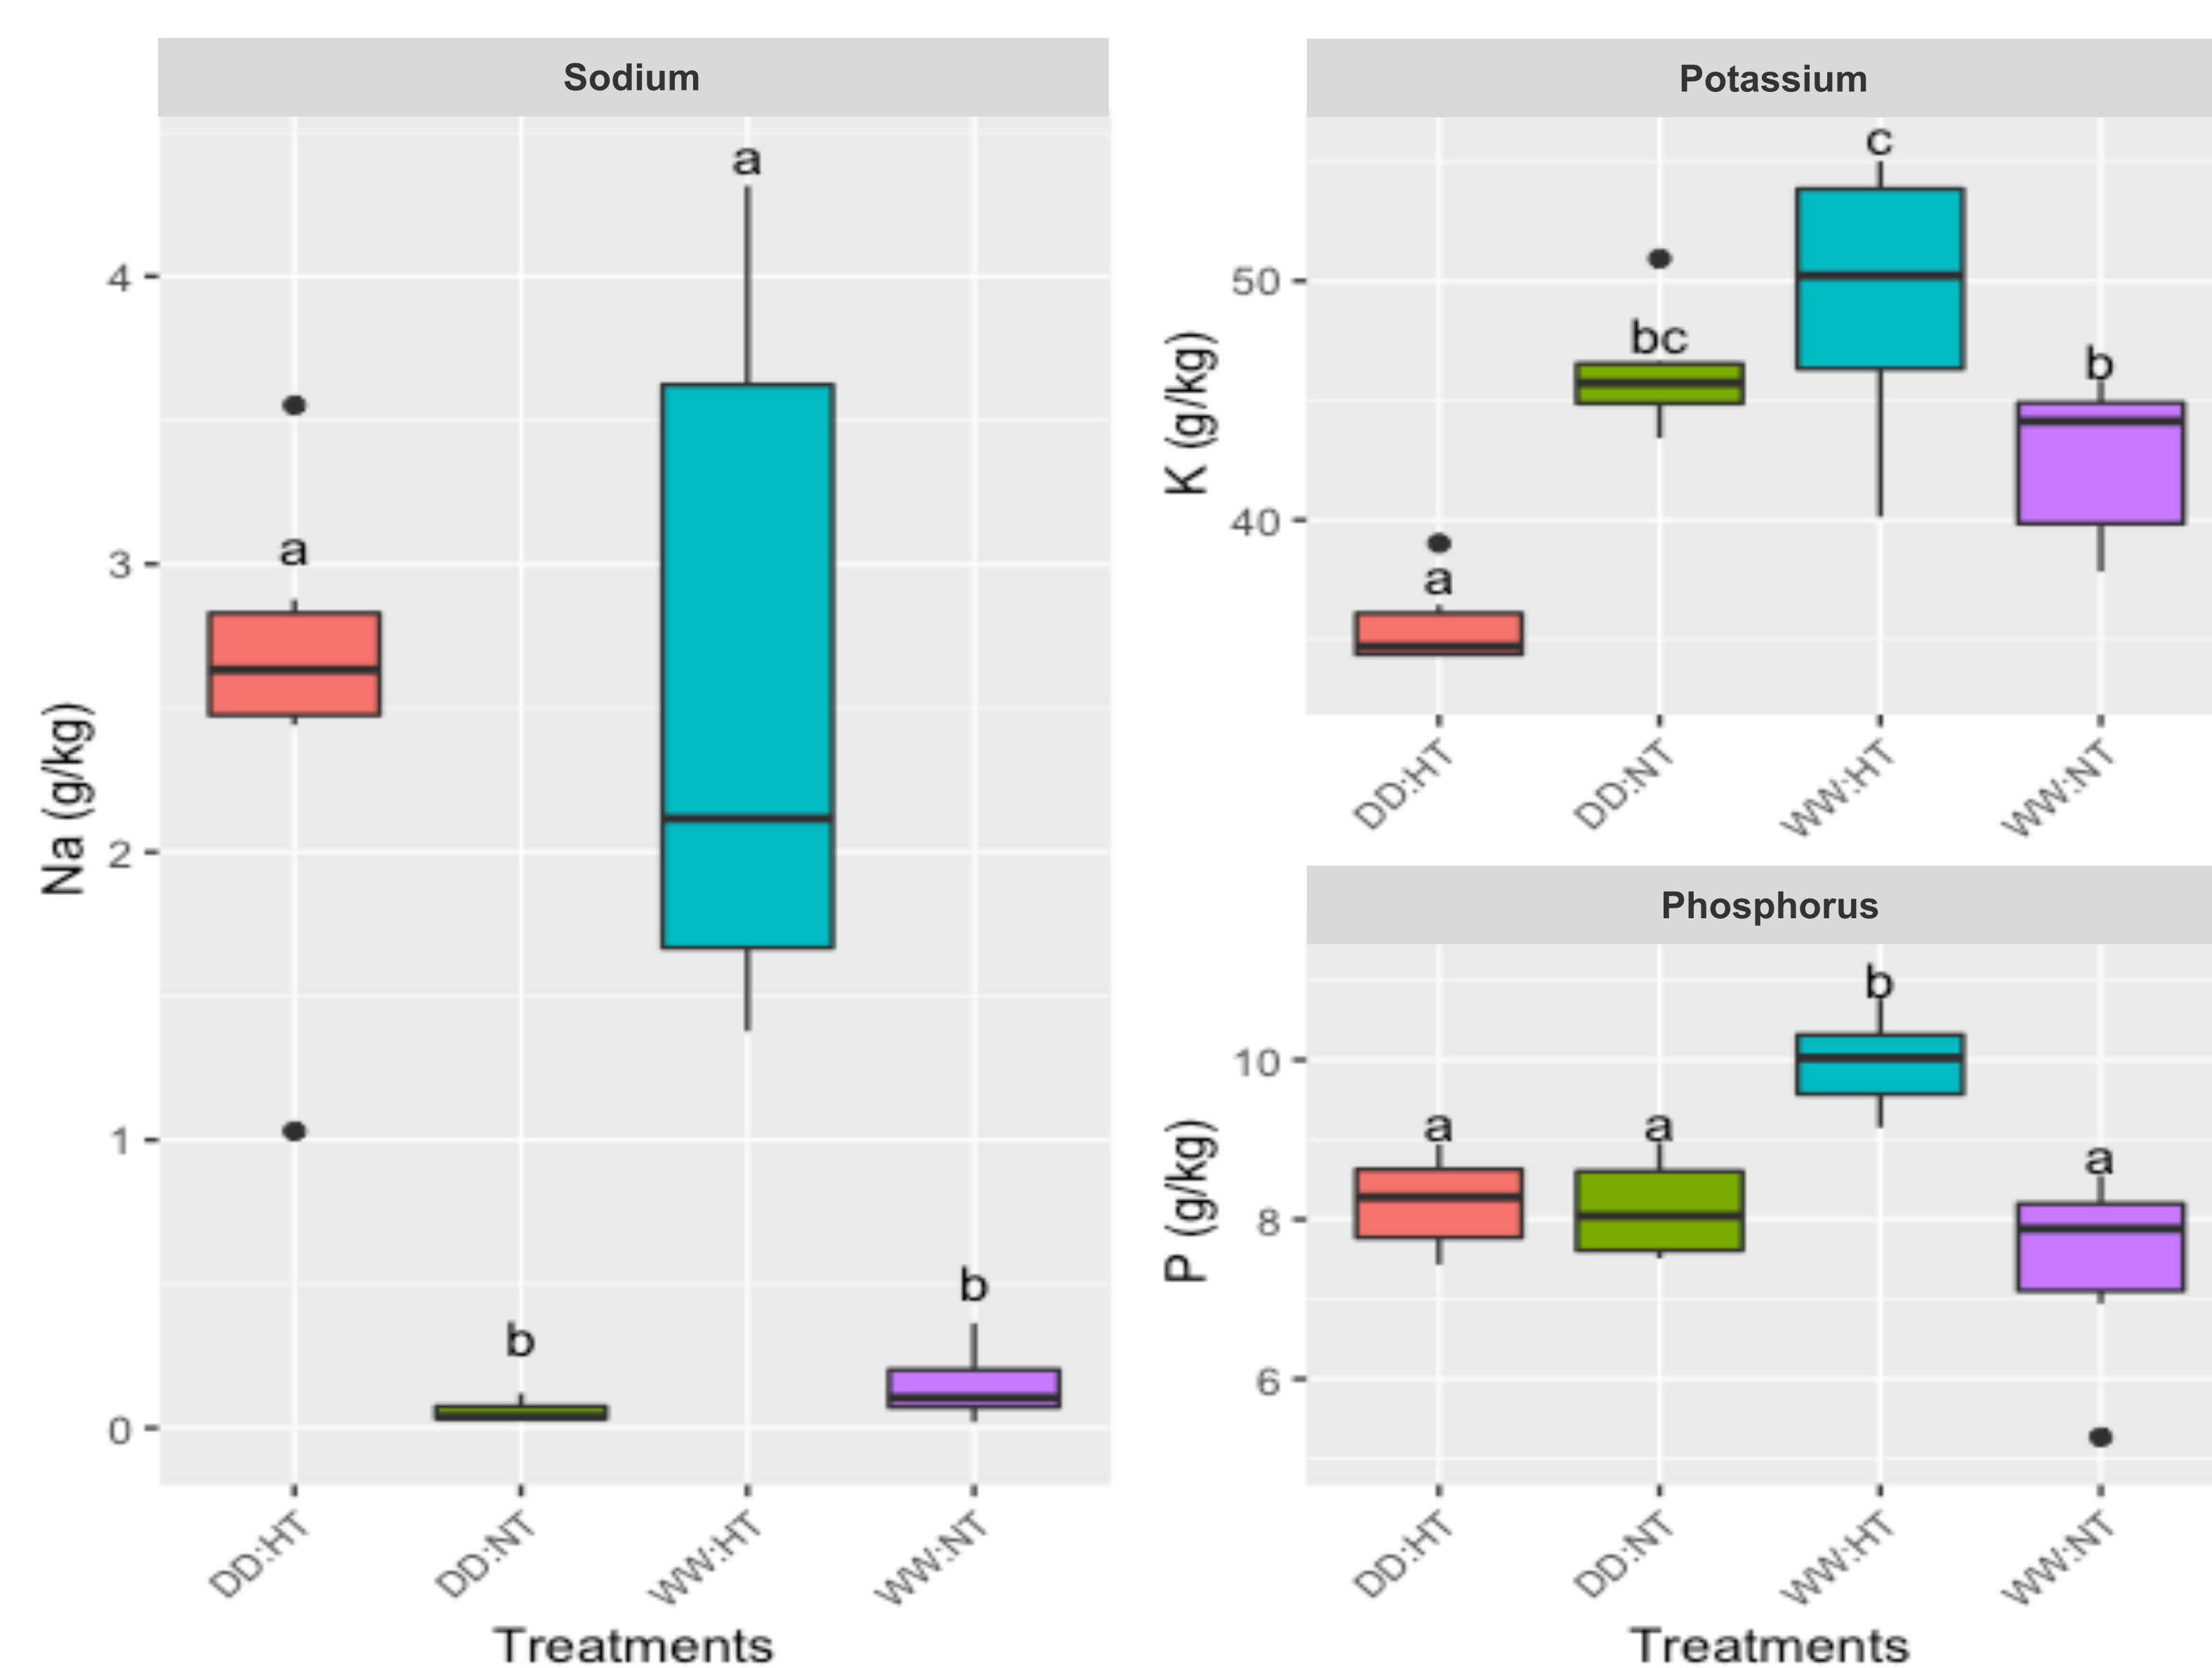 Sodium
Na (g/kg)
4
3
2
1
0
a
b
a
b
DD:HT
DD:NT
WW:HT
WW:NT
Treatments
Potassium
K (g/kg)
50
40
a
bc
c
b
DD:HT
DD:NT
WW:HT
WW:NT
Phosphorus
P (g/kg)
10
8
6
a
a
b
a
DD:HT
DD:NT
WW:HT
WW:NT
Treatments